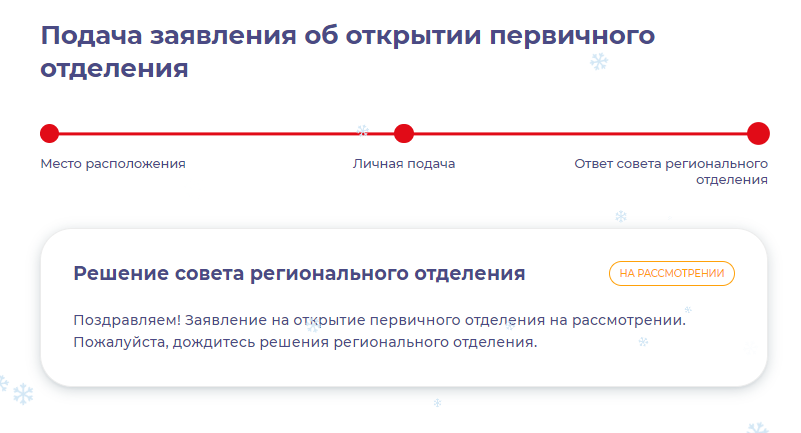 Подача заявления об открытии первичного
отделения
Место расположения
Личная подача
Ответ совета регионального
отделения
Решение совета регионального отделения
НА РАССМОТРЕНИИ
Поздравляем! Заявление на открытие первичного отделения на рассмотрении.
Пожалуйста, дождитесь решения регионального отделения.